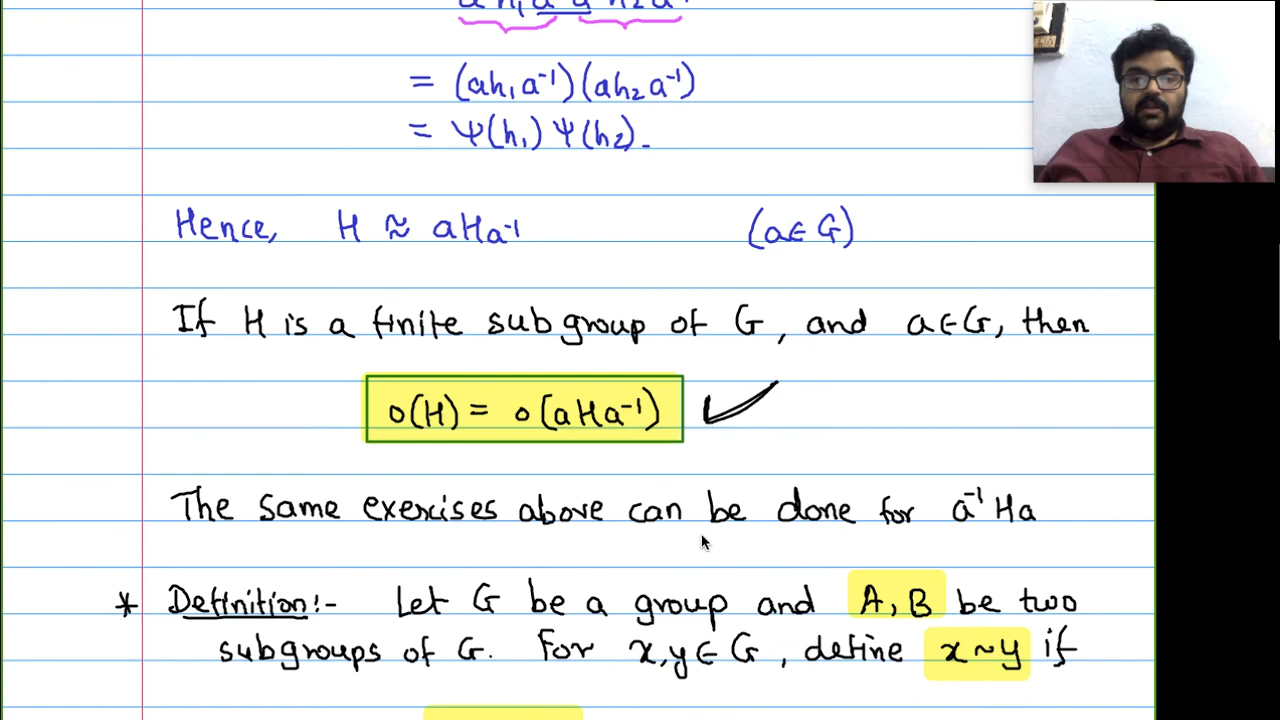 = (ah₁a⁻¹)(ah₂a⁻¹)
= Ψ(h₁) Ψ(h₂).
Hence, H ≈ aHa⁻¹ (a∈G)
If H is a finite subgroup of G, and a∈G, then
o(H) = o(aHa⁻¹)
The same exercises above can be done for a⁻¹Ha
* Definition:- Let G be a group and A, B be two
subgroups of G. For x,y∈G, define x~y if